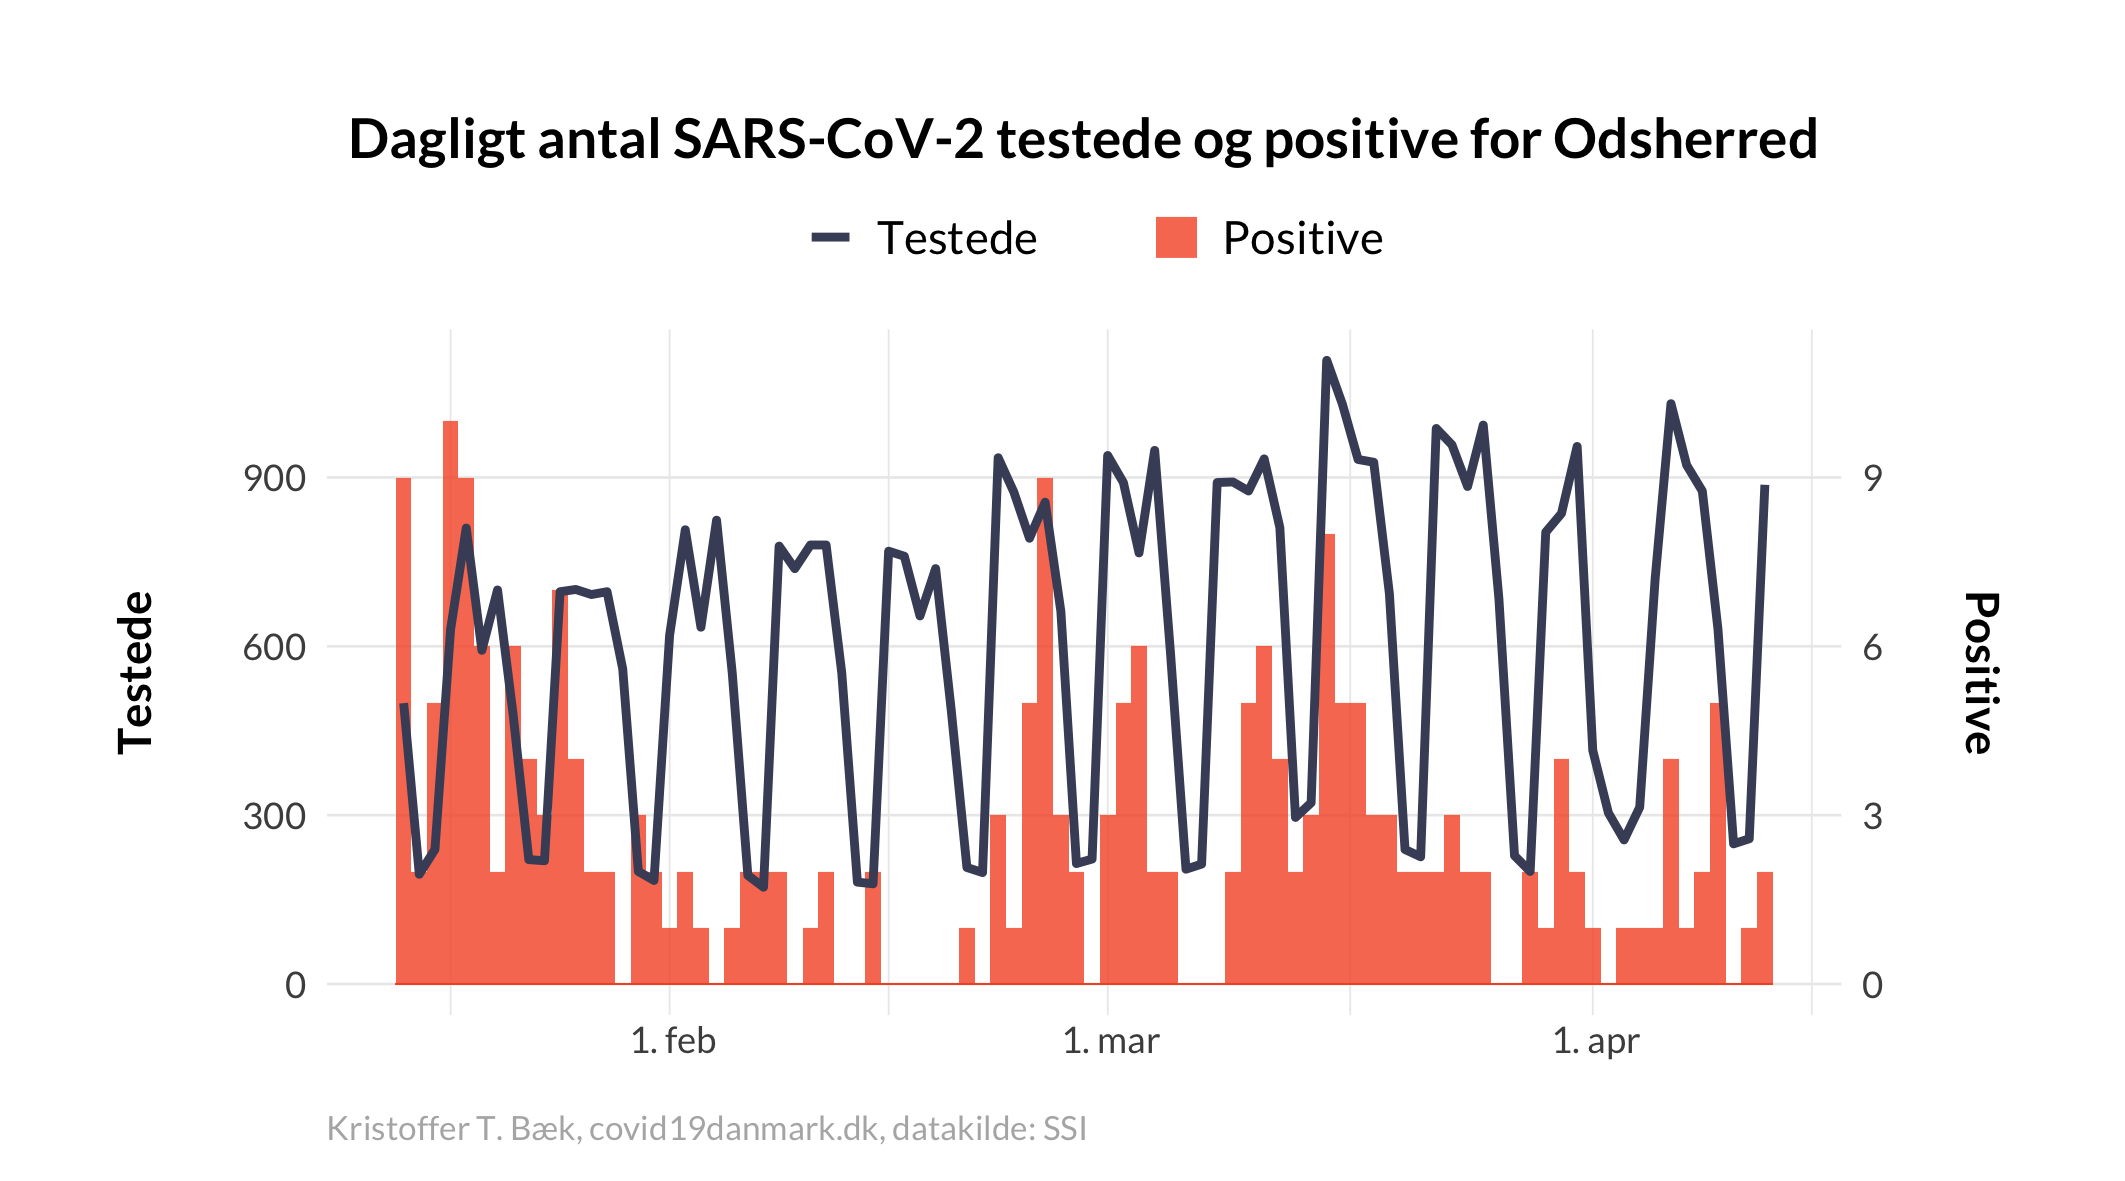 Dagligt antal SARS-CoV-2 testede og positive for Odsherred
Testede
Positive
Testede
900
600
300
0
9
6
3
0
Positive
1. feb
1. mar
1. apr
Kristoffer T. Bæk, covid19danmark.dk, datakilde: SSI